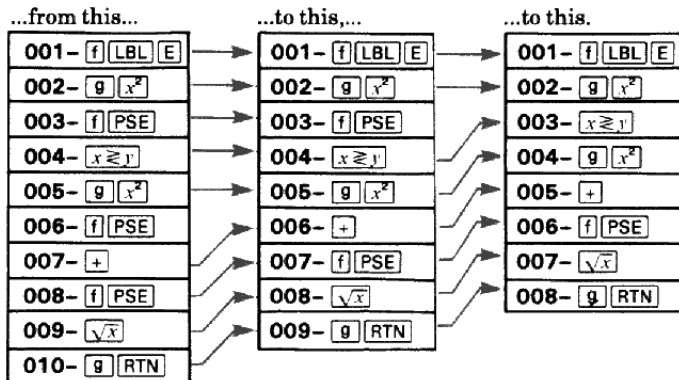 ...from this...
001– f LBL E
002– g x²
003– f PSE
004– x≷y
005– g x²
006– f PSE
007– +
008– f PSE
009– √x
010– g RTN
...to this,...
001– f LBL E
002– g x²
003– f PSE
004– x≷y
005– g x²
006– +
007– f PSE
008– √x
009– g RTN
...to this.
001– f LBL E
002– g x²
003– x≷y
004– g x²
005– +
006– f PSE
007– √x
008– g RTN